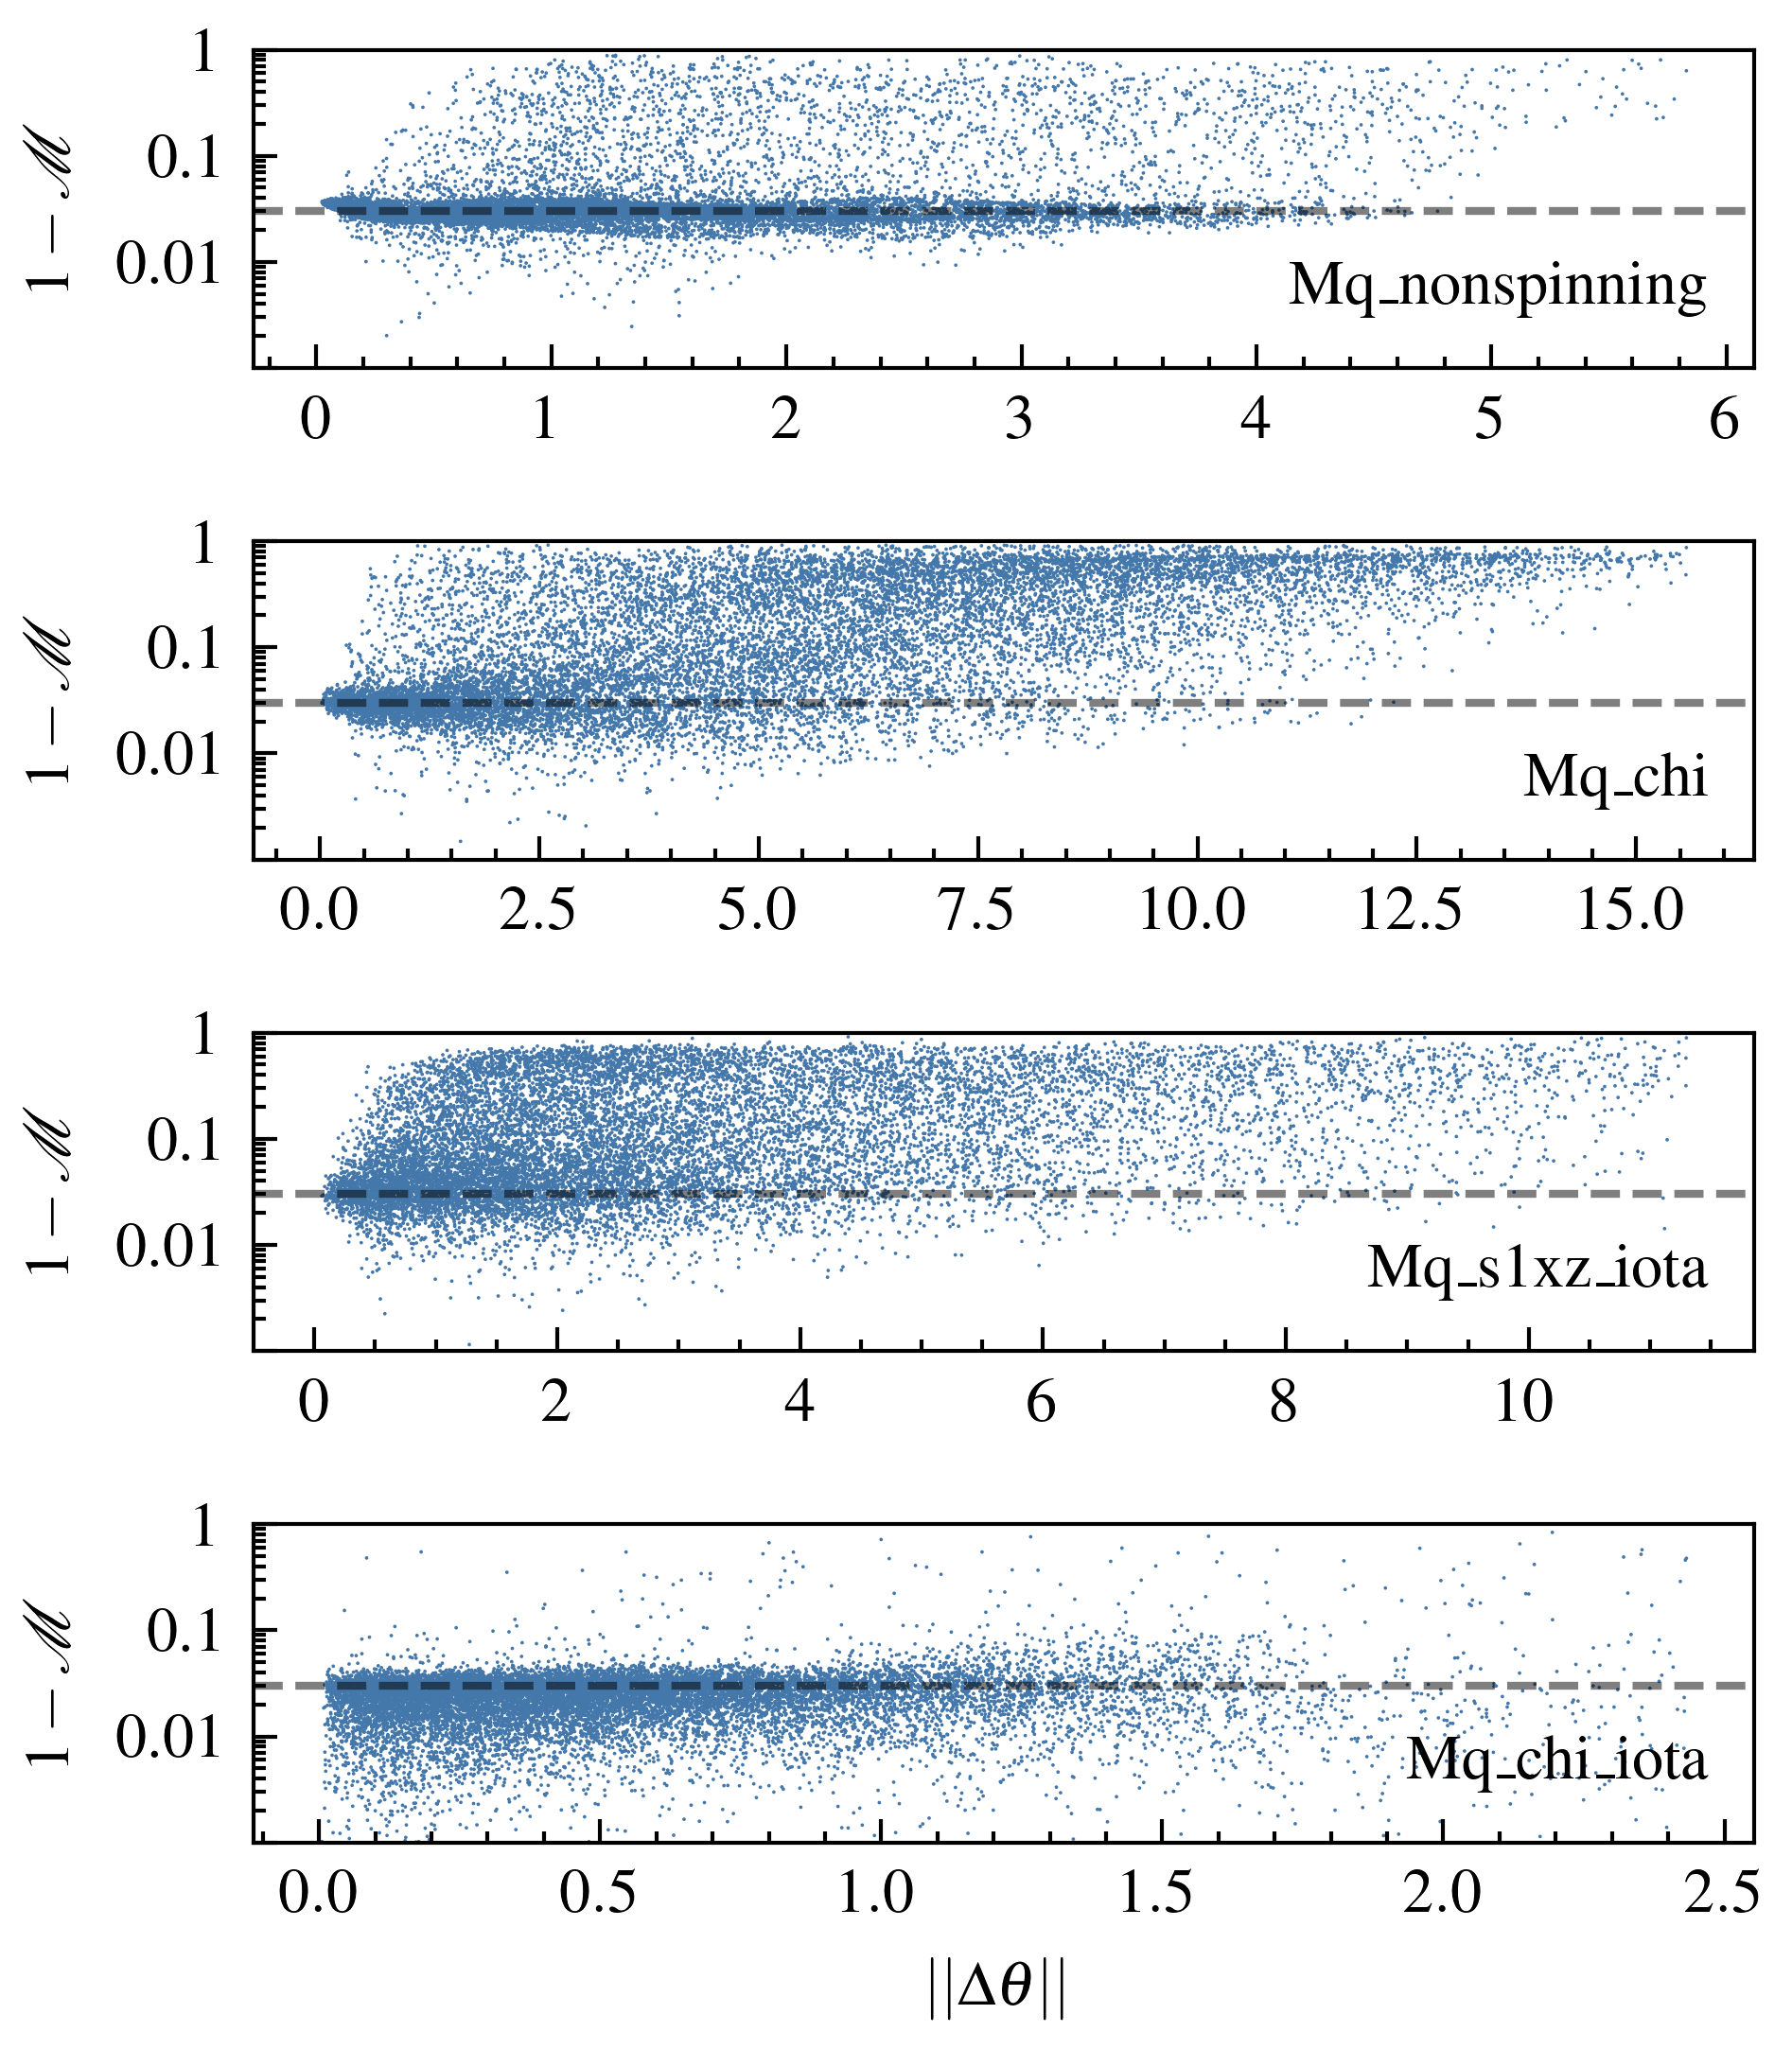 1
0.1
0.01
1 − ℳ
Mq_nonspinning
0 1 2 3 4 5 6
1
0.1
0.01
1 − ℳ
Mq_chi
0.0 2.5 5.0 7.5 10.0 12.5 15.0
1
0.1
0.01
1 − ℳ
Mq_s1xz_iota
0 2 4 6 8 10
1
0.1
0.01
1 − ℳ
Mq_chi_iota
0.0 0.5 1.0 1.5 2.0 2.5
||Δθ||